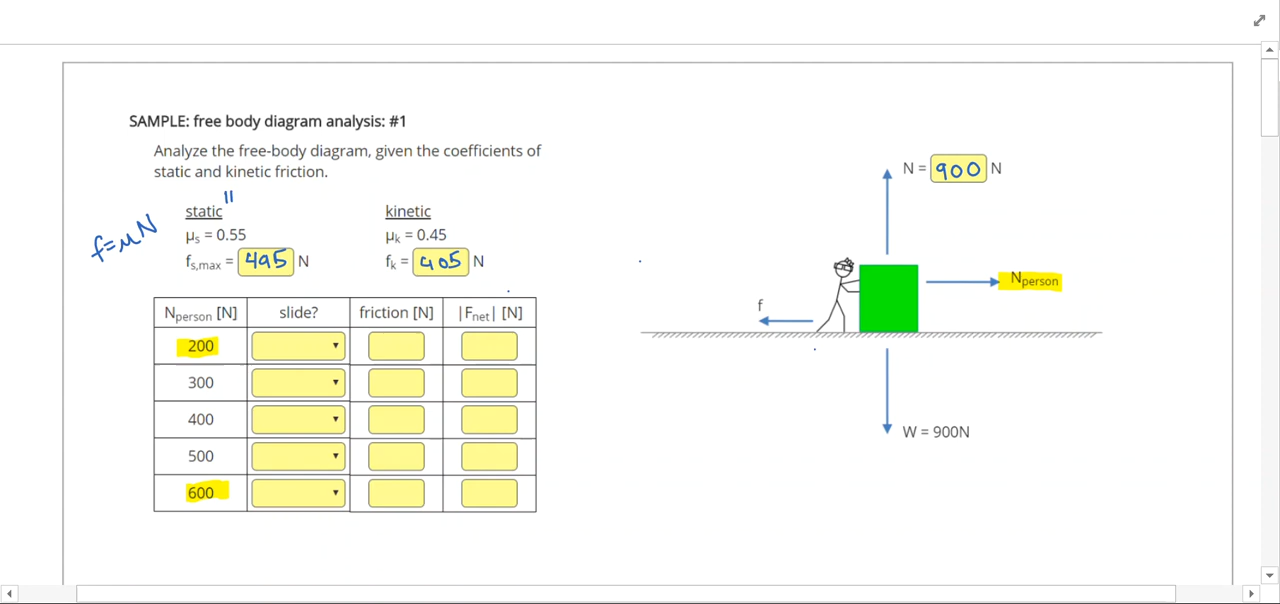 SAMPLE: free body diagram analysis: #1
Analyze the free-body diagram, given the coefficients of
static and kinetic friction.
static "
kinetic
f=μN
μs = 0.55
μk = 0.45
fs,max = 495 N
fk = 405 N
Nperson [N] slide? friction [N] |Fnet| [N]
200
300
400
500
600
N = 900 N
Nperson
f
W = 900N